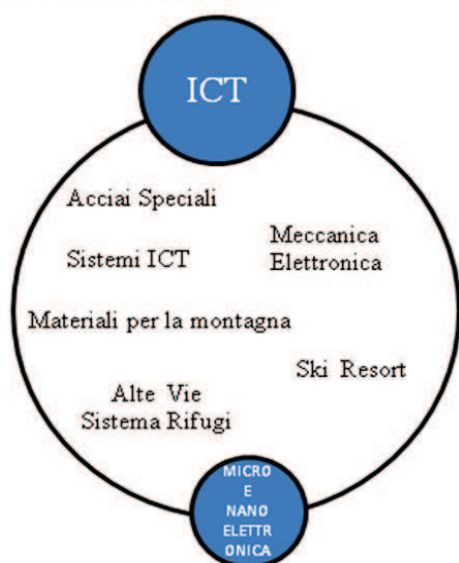 ICT
Acciai Speciali
Meccanica
Elettronica
Sistemi ICT
Materiali per la montagna
Ski Resort
Alte Vie
Sistema Rifugi
MICRO
E
NANO
ELETTR
ONICA